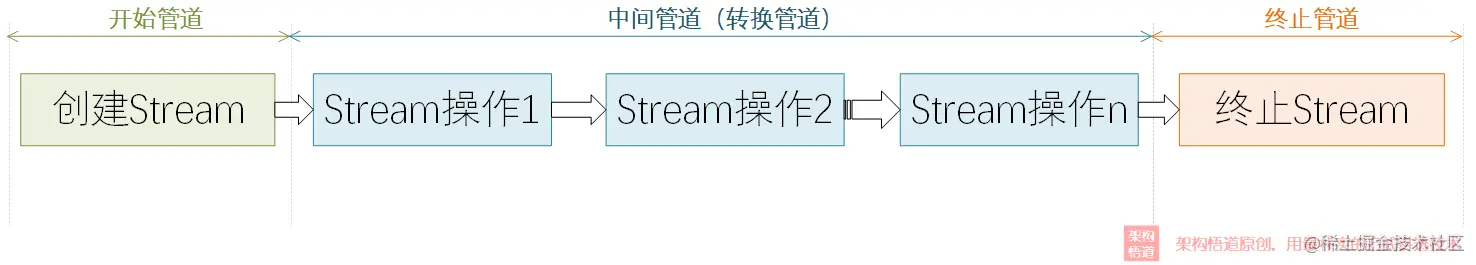 开始管道
中间管道（转换管道）
终止管道
创建Stream
Stream操作1
Stream操作2
Stream操作n
终止Stream
架构
悟道
架构悟道原创，用
@稀土掘金技术社区